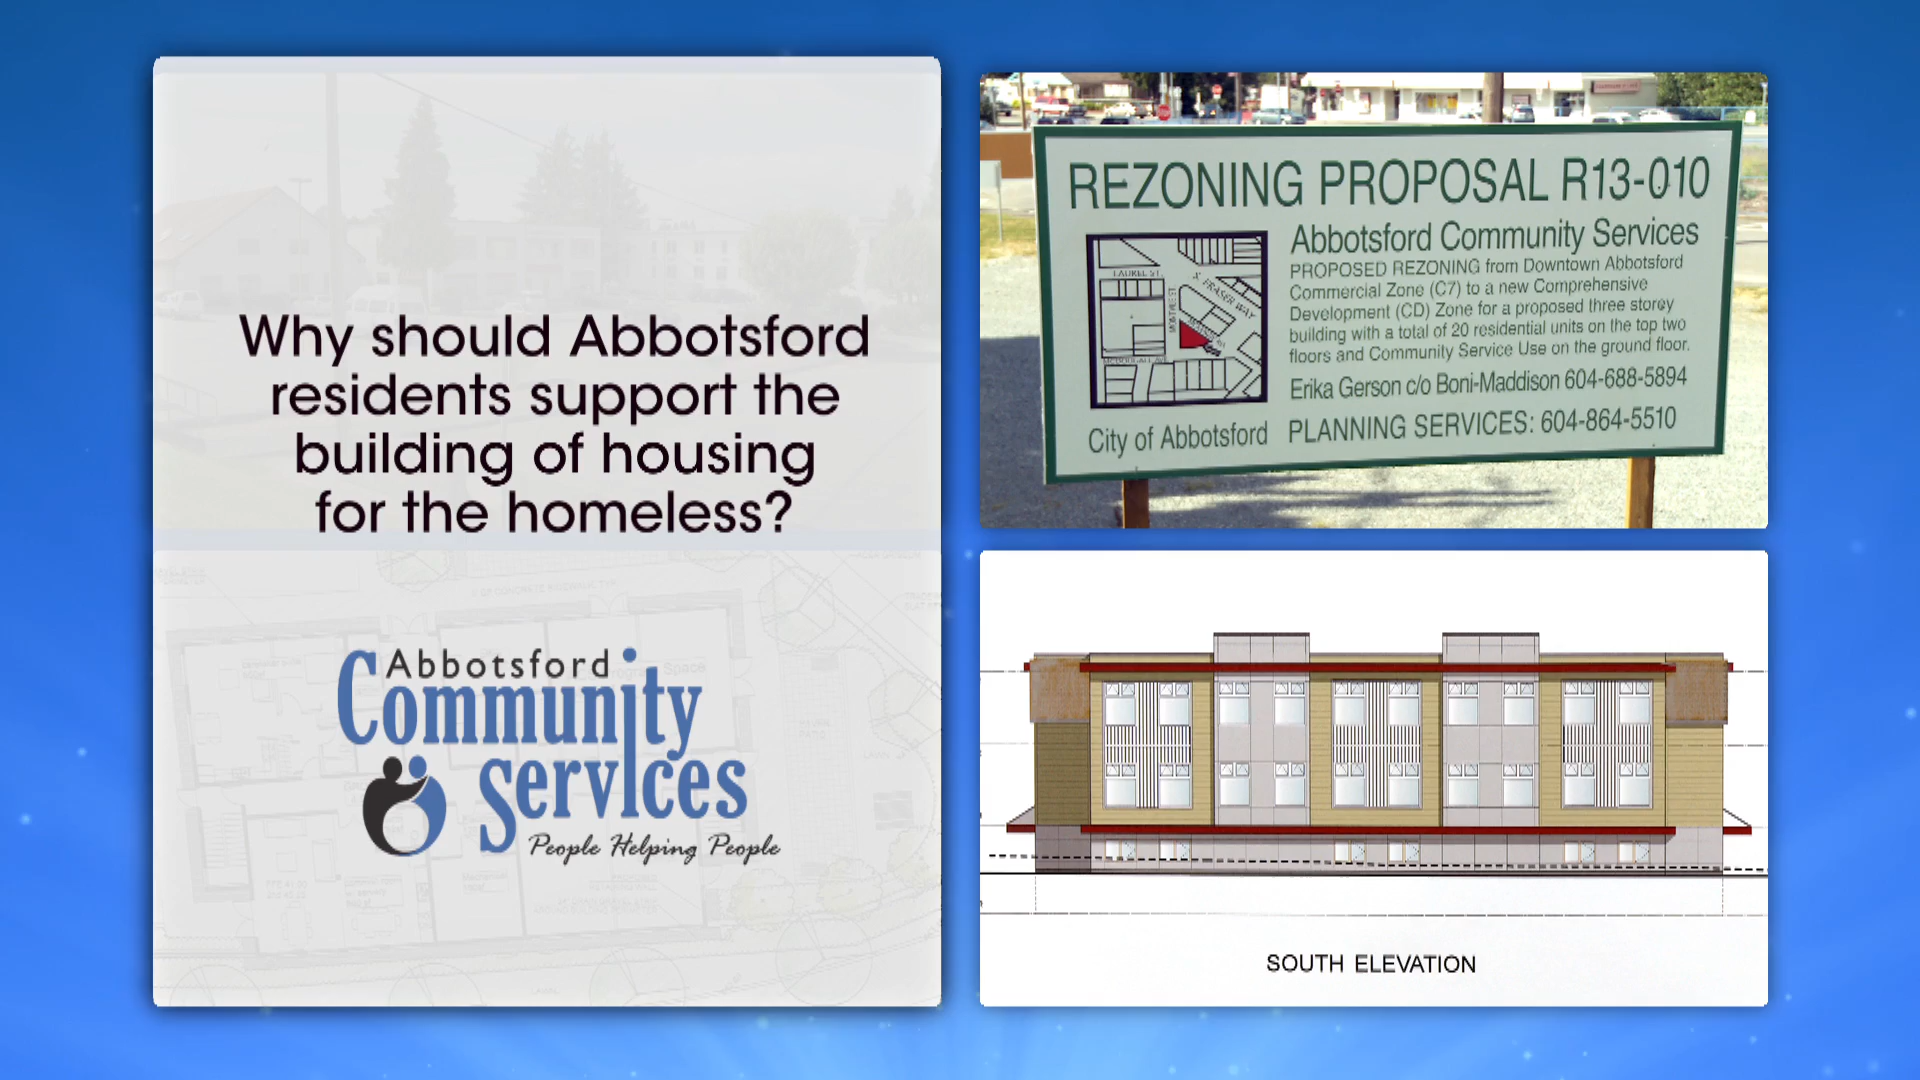 Why should Abbotsford
residents support the
building of housing
for the homeless?
Abbotsford
Community
Services
People Helping People
REZONING PROPOSAL R13-010
Abbotsford Community Services
PROPOSED REZONING from Downtown Abbotsford
Commercial Zone (C7) to a new Comprehensive
Development (CD) Zone for a proposed three storey
building with a total of 20 residential units on the top two
floors and Community Service Use on the ground floor.
Erika Gerson c/o Boni-Maddison 604-688-5894
City of Abbotsford
PLANNING SERVICES: 604-864-5510
LAUREL ST.
S. FRASER WAY
SOUTH ELEVATION